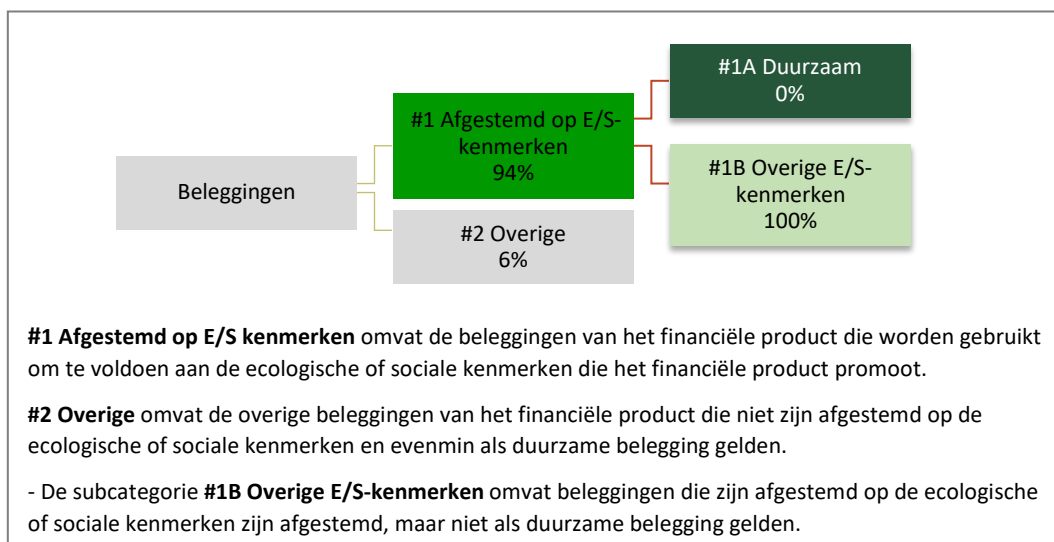 #1A Duurzaam
0%
#1 Afgestemd op E/S-
kenmerken
94%
Beleggingen
#1B Overige E/S-
kenmerken
100%
#2 Overige
6%
#1 Afgestemd op E/S kenmerken omvat de beleggingen van het financiële product die worden gebruikt
om te voldoen aan de ecologische of sociale kenmerken die het financiële product promoot.
#2 Overige omvat de overige beleggingen van het financiële product die niet zijn afgestemd op de
ecologische of sociale kenmerken en evenmin als duurzame belegging gelden.
- De subcategorie #1B Overige E/S-kenmerken omvat beleggingen die zijn afgestemd op de ecologische
of sociale kenmerken zijn afgestemd, maar niet als duurzame belegging gelden.